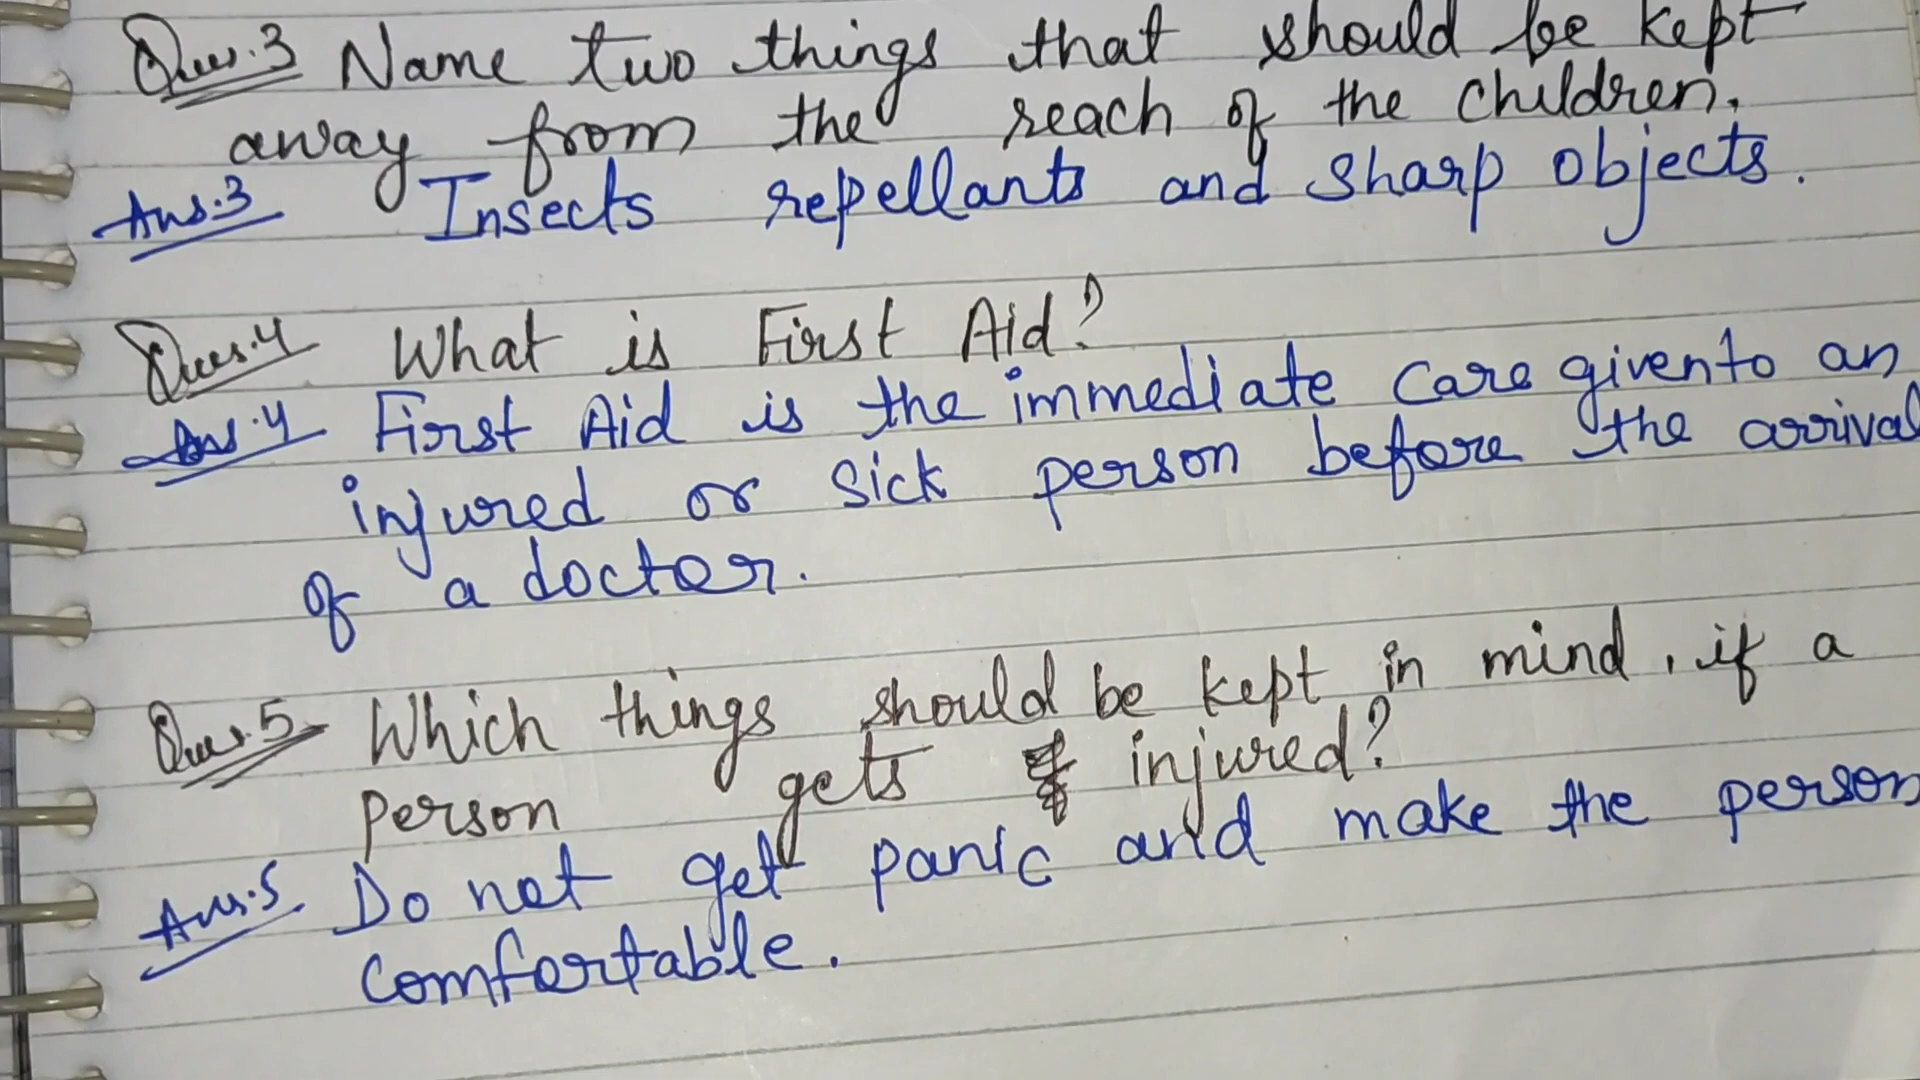 Ques.3 Name two things that should be kept
away from the reach of the children.
Ans.3 Insects repellants and sharp objects.
Ques.4 What is First Aid?
Ans.4 First Aid is the immediate care given to an
injured or sick person before the arrival
of a doctor.
Ques.5 Which things should be kept in mind, if a
person gets injured?
Ans.5 Do not get panic and make the person
comfortable.